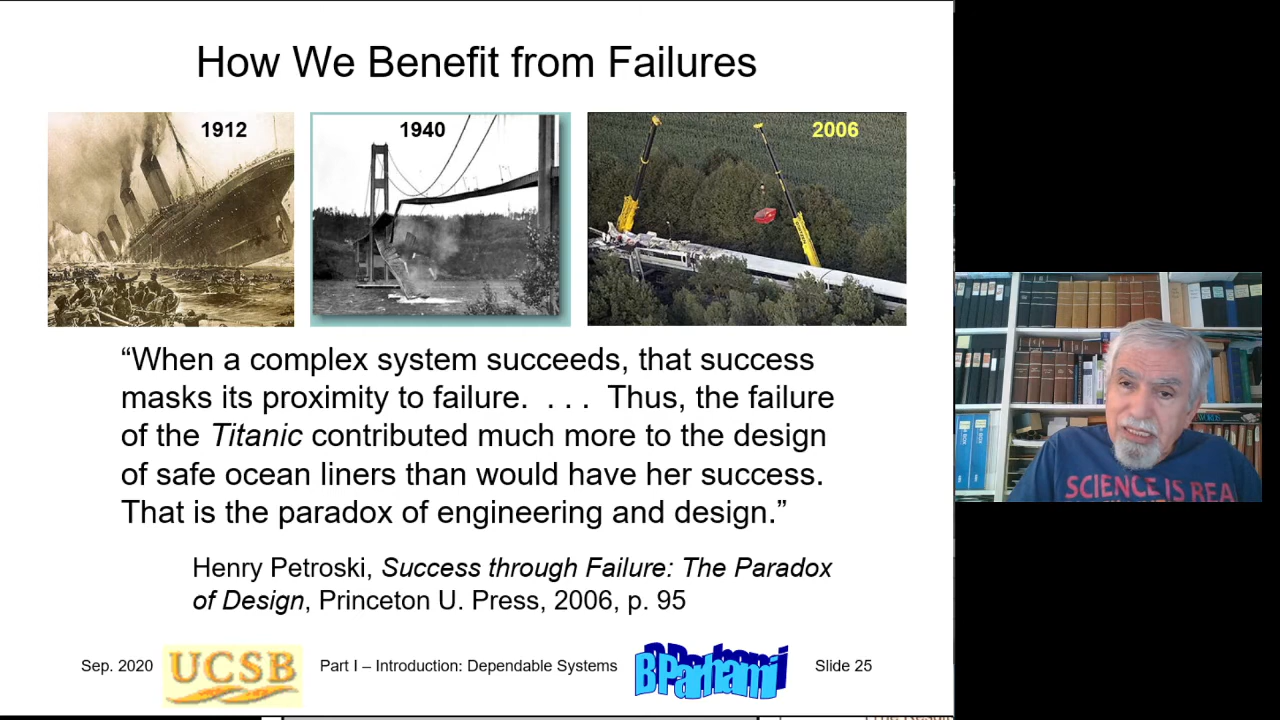 How We Benefit from Failures
1912
1940
2006
“When a complex system succeeds, that success
masks its proximity to failure. . . . Thus, the failure
of the Titanic contributed much more to the design
of safe ocean liners than would have her success.
That is the paradox of engineering and design.”
Henry Petroski, Success through Failure: The Paradox
of Design, Princeton U. Press, 2006, p. 95
Sep. 2020
UCSB
Part I – Introduction: Dependable Systems
B Parhami
Slide 25
SCIENCE IS REA